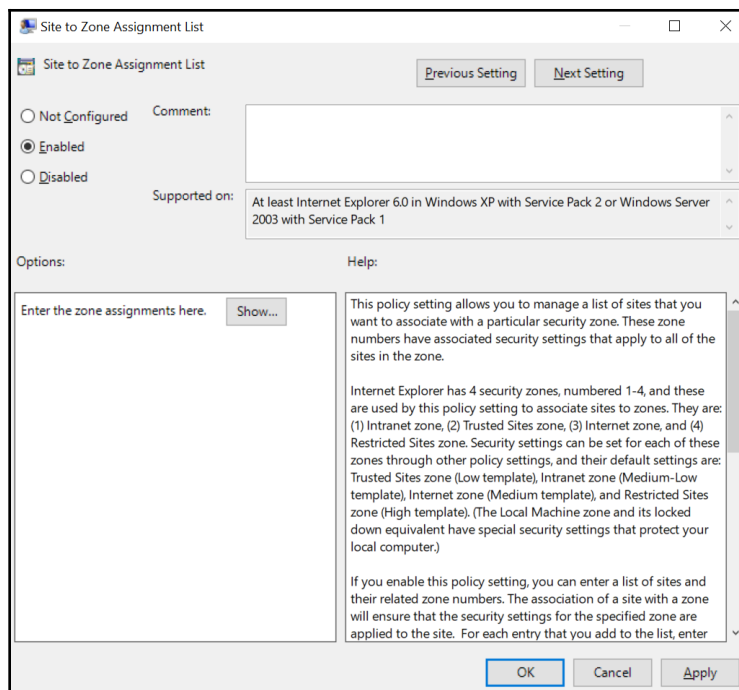 Site to Zone Assignment List
Site to Zone Assignment List
Previous Setting
Next Setting
Not Configured
Comment:
Enabled
Disabled
Supported on:
At least Internet Explorer 6.0 in Windows XP with Service Pack 2 or Windows Server
2003 with Service Pack 1
Options:
Help:
Enter the zone assignments here.
Show...
This policy setting allows you to manage a list of sites that you
want to associate with a particular security zone. These zone
numbers have associated security settings that apply to all of the
sites in the zone.
Internet Explorer has 4 security zones, numbered 1-4, and these
are used by this policy setting to associate sites to zones. They are:
(1) Intranet zone, (2) Trusted Sites zone, (3) Internet zone, and (4)
Restricted Sites zone. Security settings can be set for each of these
zones through other policy settings, and their default settings are:
Trusted Sites zone (Low template), Intranet zone (Medium-Low
template), Internet zone (Medium template), and Restricted Sites
zone (High template). (The Local Machine zone and its locked
down equivalent have special security settings that protect your
local computer.)
If you enable this policy setting, you can enter a list of sites and
their related zone numbers. The association of a site with a zone
will ensure that the security settings for the specified zone are
applied to the site.  For each entry that you add to the list, enter
OK
Cancel
Apply